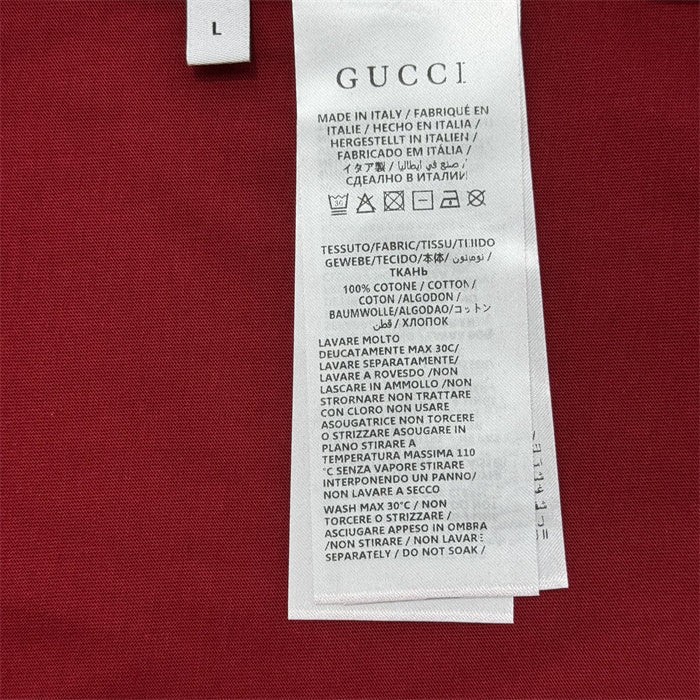 L
GUCCI
MADE IN ITALY / FABRIQUÉ EN
ITALIE / HECHO EN ITALIA /
HERGESTELLT IN ITALIEN /
FABRICADO EM ITÁLIA /
イタア製 / صنع في ايطاليا /
СДЕАЛНО В ИТАЛИИ
30
TESSUTO/FABRIC/TISSU/TIJIDO
GEWEBE/TECIDO/本体/ /
ТКАНЬ
100% COTONE / COTTON /
COTON /ALGODON /
BAUMWOLLE/ALGODAO/コットン
قطن / ХЛОПОК
LAVARE MOLTO
DEUCATAMENTE MAX 30C/
LAVARE SEPARATAMENTE/
LAVARE A ROVESDO /NON
LASCARE IN AMMOLLO /NON
STRORNARE NON TRATTARE
CON CLORO NON USARE
ASOUGATRICE NON TORCERE
O STRIZZARE ASOUGARE IN
PLANO STIRARE A
TEMPERATURA MASSIMA 110
°C SENZA VAPORE STIRARE
INTERPONENDO UN PANNO/
NON LAVARE A SECCO
WASH MAX 30°C / NON
TORCERE O STRIZZARE /
ASCIUGARE APPESO IN OMBRA
/NON STIRARE / NON LAVARE
SEPARATELY / DO NOT SOAK /